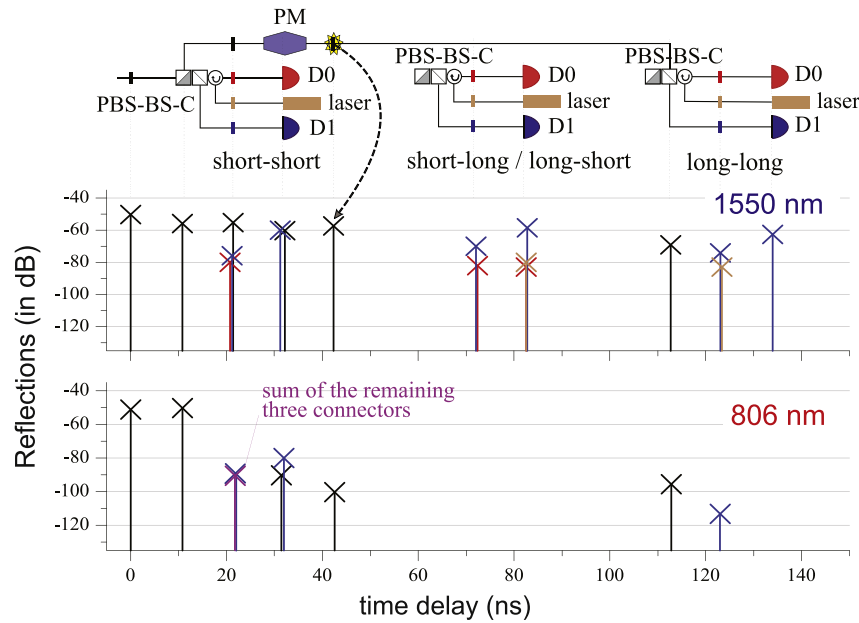 PM
PBS-BS-C
D0
laser
D1
short-short
PBS-BS-C
D0
laser
D1
short-long / long-short
PBS-BS-C
D0
laser
D1
long-long
Reflections (in dB)
-40
-60
-80
-100
-120
1550 nm
-40
-60
-80
-100
-120
sum of the remaining
three connectors
806 nm
0
20
40
60
80
100
120
140
time delay (ns)